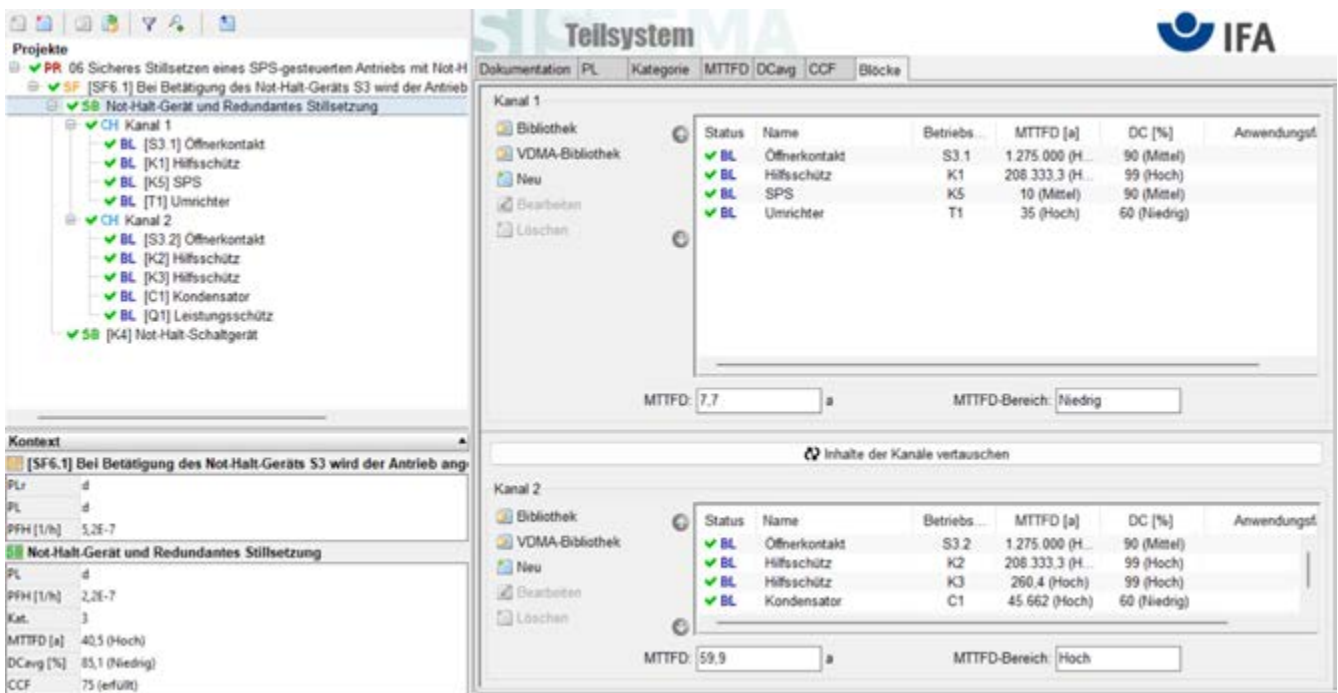 SISTEMA
Teilsystem
IFA
Projekte
PR 06 Sicheres Stillsetzen eines SPS-gesteuerten Antriebs mit Not-H
SF [SF6.1] Bei Betätigung des Not-Halt-Geräts S3 wird der Antrieb
SB Not-Halt-Gerät und Redundantes Stillsetzung
CH Kanal 1
BL [S3.1] Öffnerkontakt
BL [K1] Hilfsschütz
BL [K5] SPS
BL [T1] Umrichter
CH Kanal 2
BL [S3.2] Öffnerkontakt
BL [K2] Hilfsschütz
BL [K3] Hilfsschütz
BL [C1] Kondensator
BL [Q1] Leistungsschütz
SB [K4] Not-Halt-Schaltgerät
Kontext
[SF6.1] Bei Betätigung des Not-Halt-Geräts S3 wird der Antrieb ang
PLr d
PL d
PFH [1/h] 5,2E-7
SB Not-Halt-Gerät und Redundantes Stillsetzung
PL d
PFH [1/h] 2,2E-7
Kat. 3
MTTFD [a] 40,5 (Hoch)
DCavg [%] 85,1 (Niedrig)
CCF 75 (erfüllt)
Dokumentation PL Kategorie MTTFD DCavg CCF Blöcke
Kanal 1
Bibliothek
VDMA-Bibliothek
Neu
Bearbeiten
Löschen
Status Name Betriebs... MTTFD [a] DC [%] Anwendungsfä
BL Öffnerkontakt S3.1 1.275.000 (H... 90 (Mittel)
BL Hilfsschütz K1 208.333,3 (H... 99 (Hoch)
BL SPS K5 10 (Mittel) 90 (Mittel)
BL Umrichter T1 35 (Hoch) 60 (Niedrig)
MTTFD: 7,7 a MTTFD-Bereich: Niedrig
Inhalte der Kanäle vertauschen
Kanal 2
Bibliothek
VDMA-Bibliothek
Neu
Bearbeiten
Löschen
Status Name Betriebs... MTTFD [a] DC [%] Anwendungsf
BL Öffnerkontakt S3.2 1.275.000 (H... 90 (Mittel)
BL Hilfsschütz K2 208.333,3 (H... 99 (Hoch)
BL Hilfsschütz K3 260,4 (Hoch) 99 (Hoch)
BL Kondensator C1 45.662 (Hoch) 60 (Niedrig)
MTTFD: 59,9 a MTTFD-Bereich: Hoch